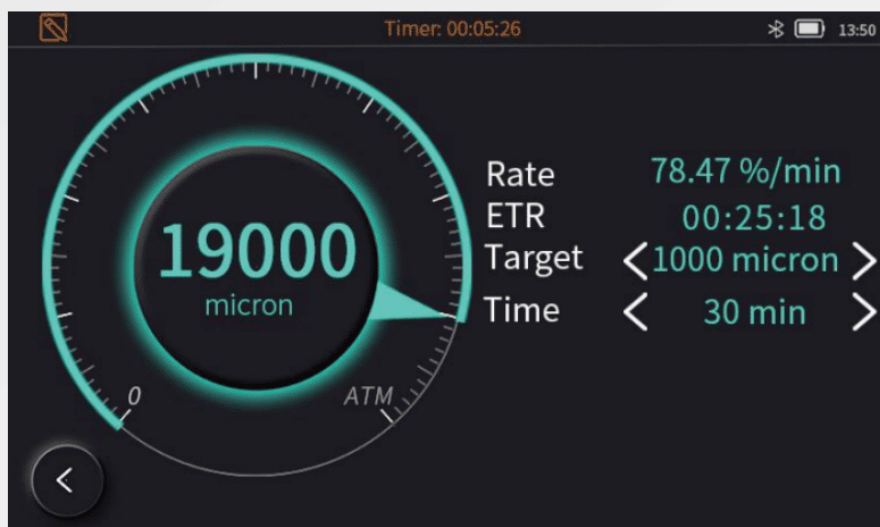 Timer: 00:05:26
13:50
19000
micron
0
ATM
Rate 78.47 %/min
ETR 00:25:18
Target 1000 micron
Time 30 min